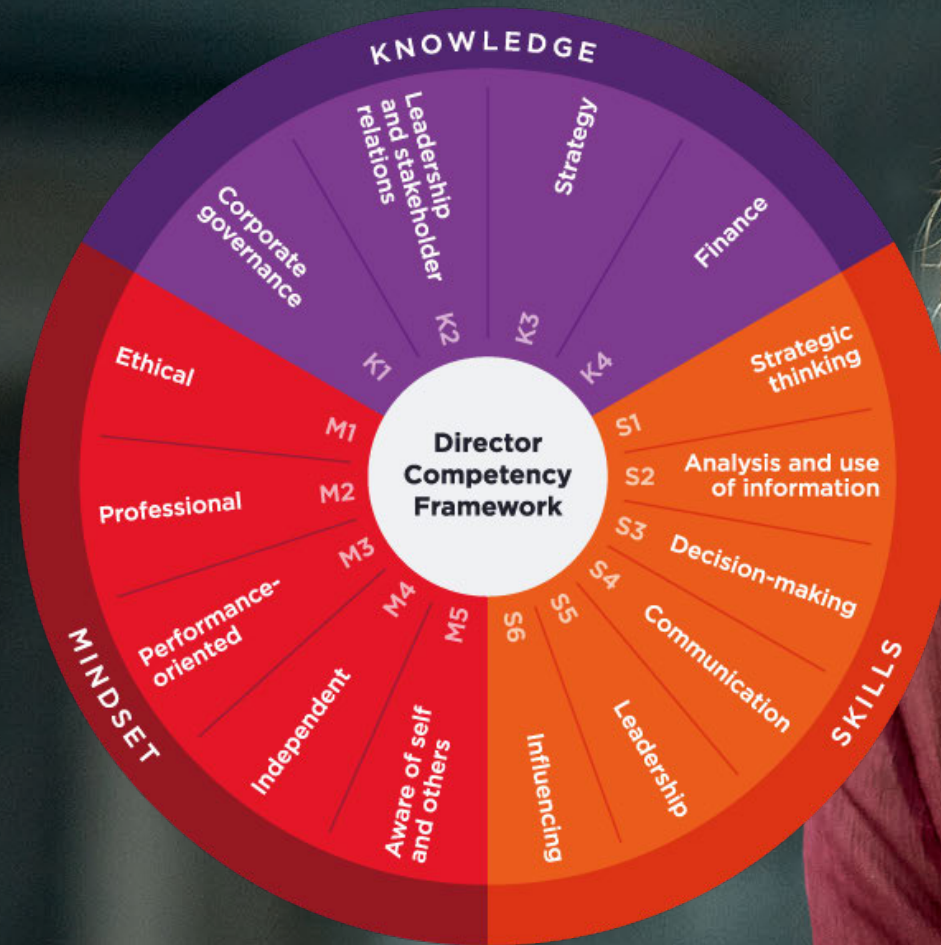 KNOWLEDGE
Corporate
governance
K1
Leadership
and stakeholder
relations
K2
Strategy
K3
Finance
K4
SKILLS
Strategic
thinking
S1
Analysis and use
of information
S2
Decision-making
S3
Communication
S4
Leadership
S5
Influencing
S6
MINDSET
Ethical
M1
Professional
M2
Performance-
oriented
M3
Independent
M4
Aware of self
and others
M5
Director
Competency
Framework